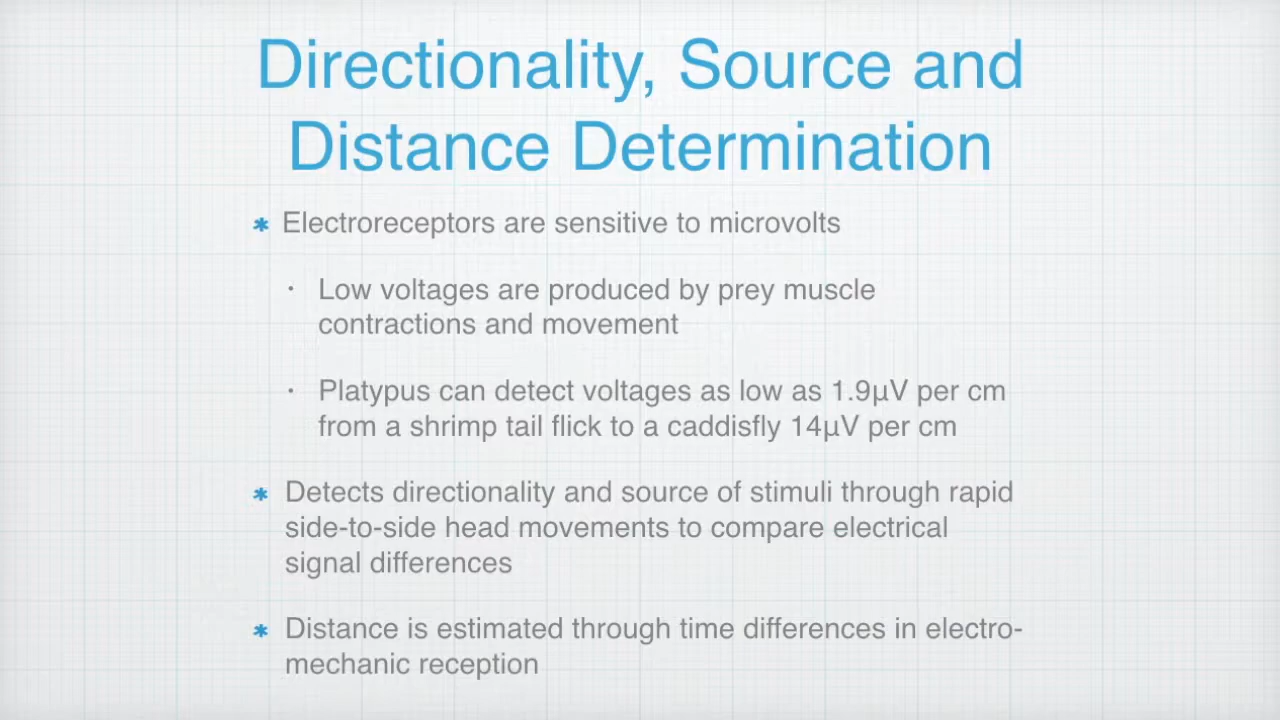 Directionality, Source and
Distance Determination
* Electroreceptors are sensitive to microvolts
• Low voltages are produced by prey muscle
contractions and movement
• Platypus can detect voltages as low as 1.9µV per cm
from a shrimp tail flick to a caddisfly 14µV per cm
* Detects directionality and source of stimuli through rapid
side-to-side head movements to compare electrical
signal differences
* Distance is estimated through time differences in electro-
mechanic reception